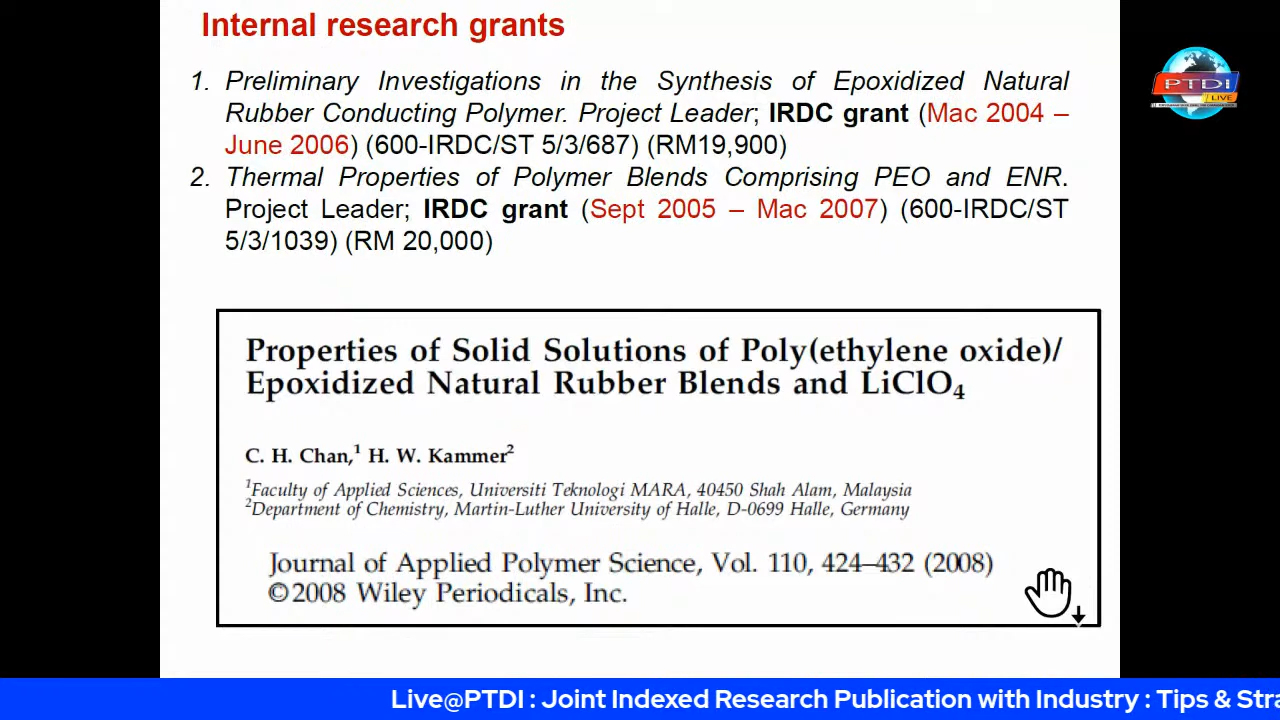 Internal research grants
1. Preliminary Investigations in the Synthesis of Epoxidized Natural
Rubber Conducting Polymer. Project Leader; IRDC grant (Mac 2004 –
June 2006) (600-IRDC/ST 5/3/687) (RM19,900)
2. Thermal Properties of Polymer Blends Comprising PEO and ENR.
Project Leader; IRDC grant (Sept 2005 – Mac 2007) (600-IRDC/ST
5/3/1039) (RM 20,000)
PTDI
LIVE
Properties of Solid Solutions of Poly(ethylene oxide)/
Epoxidized Natural Rubber Blends and LiClO₄
C. H. Chan,¹ H. W. Kammer²
¹Faculty of Applied Sciences, Universiti Teknologi MARA, 40450 Shah Alam, Malaysia
²Department of Chemistry, Martin-Luther University of Halle, D-0699 Halle, Germany
Journal of Applied Polymer Science, Vol. 110, 424–432 (2008)
©2008 Wiley Periodicals, Inc.
Live@PTDI : Joint Indexed Research Publication with Industry : Tips & Stra